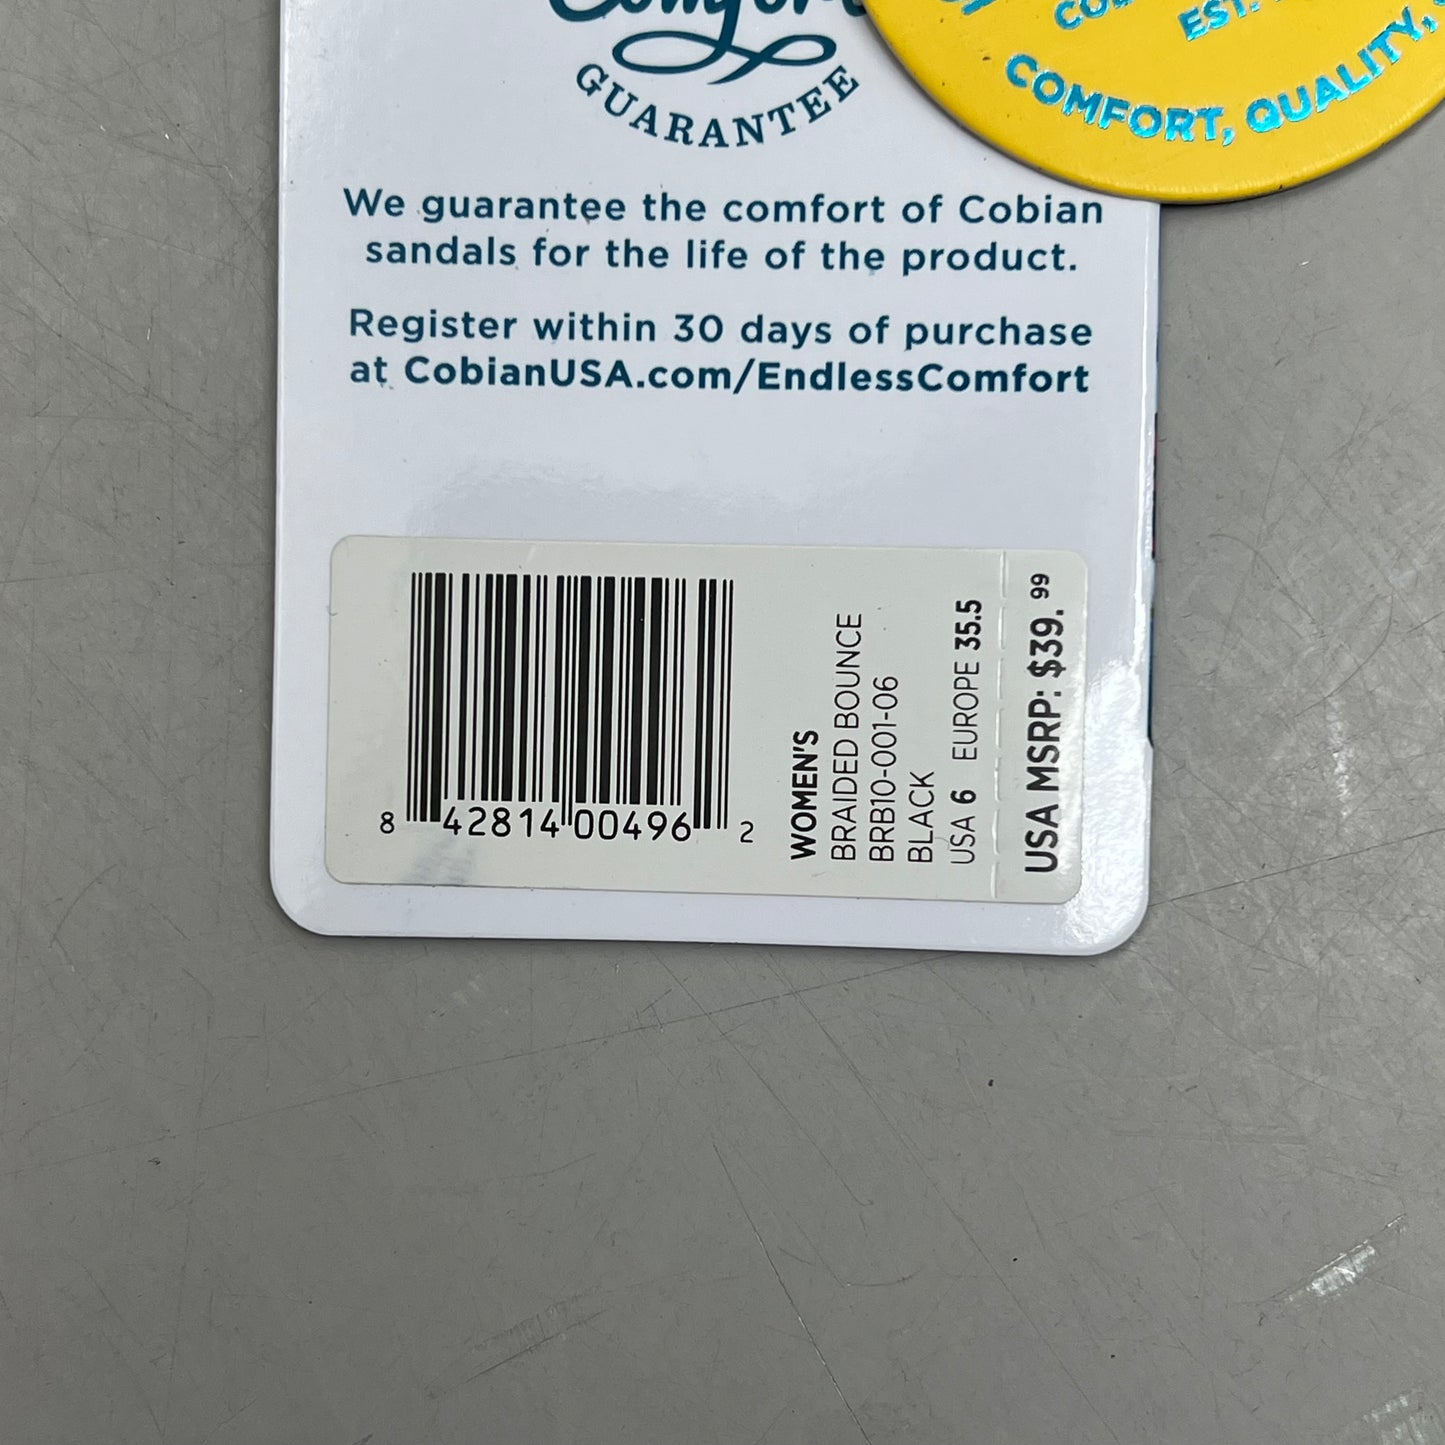 Comfort
GUARANTEE
We guarantee the comfort of Cobian
sandals for the life of the product.
Register within 30 days of purchase
at CobianUSA.com/EndlessComfort
EST.
COMFORT, QUALITY,
8 42814 00496 2
WOMEN'S
BRAIDED BOUNCE
BRB10-001-06
BLACK
USA 6 EUROPE 35.5
USA MSRP: $39.99